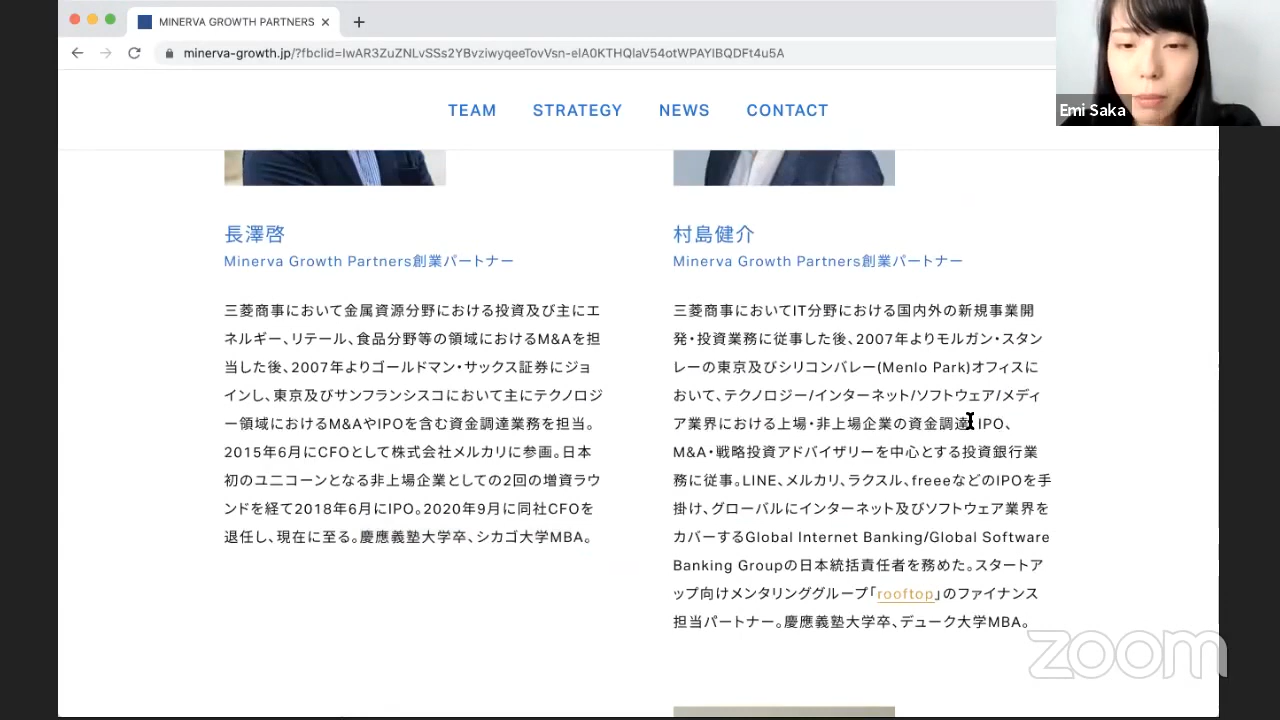 MINERVA GROWTH PARTNERS
minerva-growth.jp/?fbclid=IwAR3ZuZNLvSSs2YBvziwyqeeTovVsn-eIA0KTHQlaV54otWPAYlBQDFt4u5A
TEAM STRATEGY NEWS CONTACT
Emi Saka
長澤啓
Minerva Growth Partners創業パートナー
三菱商事において金属資源分野における投資及び主にエ
ネルギー、リテール、食品分野等の領域におけるM&Aを担
当した後、2007年よりゴールドマン・サックス証券にジョ
インし、東京及びサンフランシスコにおいて主にテクノロジ
ー領域におけるM&AやIPOを含む資金調達業務を担当。
2015年6月にCFOとして株式会社メルカリに参画。日本
初のユニコーンとなる非上場企業としての2回の増資ラウ
ンドを経て2018年6月にIPO。2020年9月に同社CFOを
退任し、現在に至る。慶應義塾大学卒、シカゴ大学MBA。
村島健介
Minerva Growth Partners創業パートナー
三菱商事においてIT分野における国内外の新規事業開
発・投資業務に従事した後、2007年よりモルガン・スタン
レーの東京及びシリコンバレー(Menlo Park)オフィスに
おいて、テクノロジー/インターネット/ソフトウェア/メディ
ア業界における上場・非上場企業の資金調達、IPO、
M&A・戦略投資アドバイザリーを中心とする投資銀行業
務に従事。LINE、メルカリ、ラクスル、freeeなどのIPOを手
掛け、グローバルにインターネット及びソフトウェア業界を
カバーするGlobal Internet Banking/Global Software
Banking Groupの日本統括責任者を務めた。スタートア
ップ向けメンタリンググループ「rooftop」のファイナンス
担当パートナー。慶應義塾大学卒、デューク大学MBA。
zoom